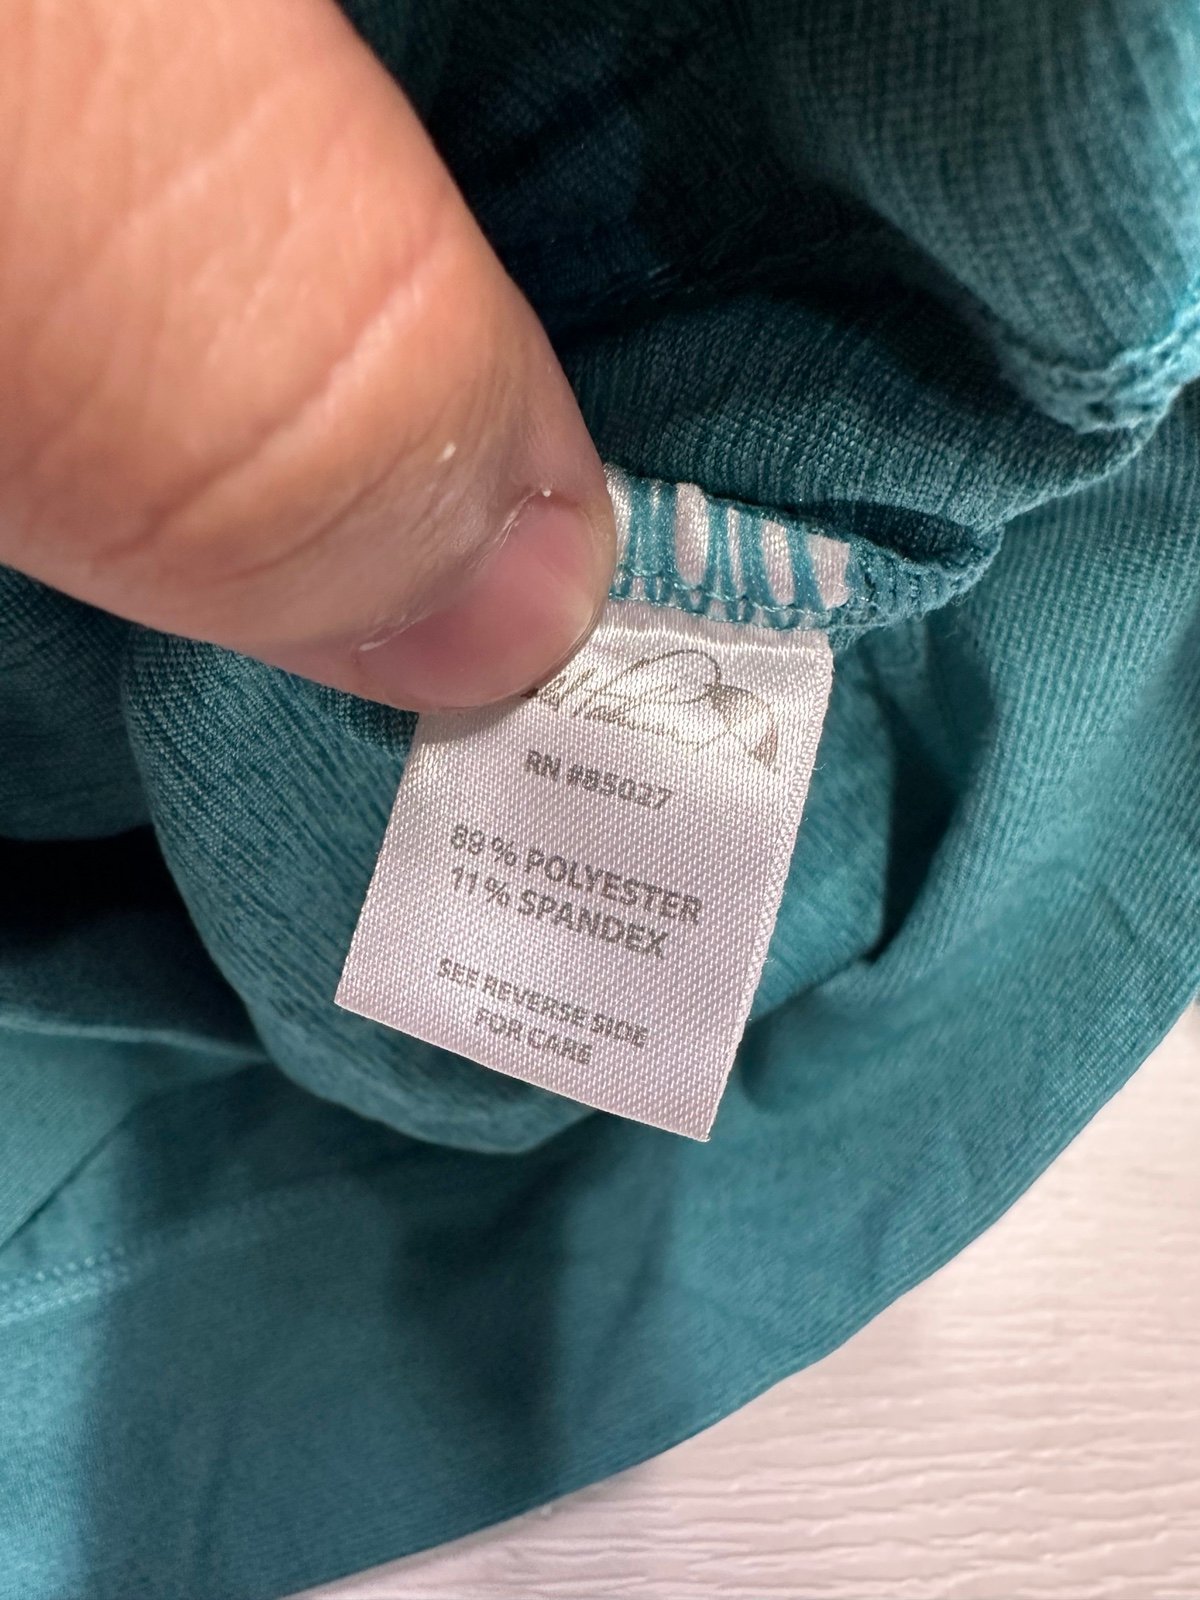 RN #85027
89% POLYESTER
11% SPANDEX
SEE REVERSE SIDE
FOR CARE